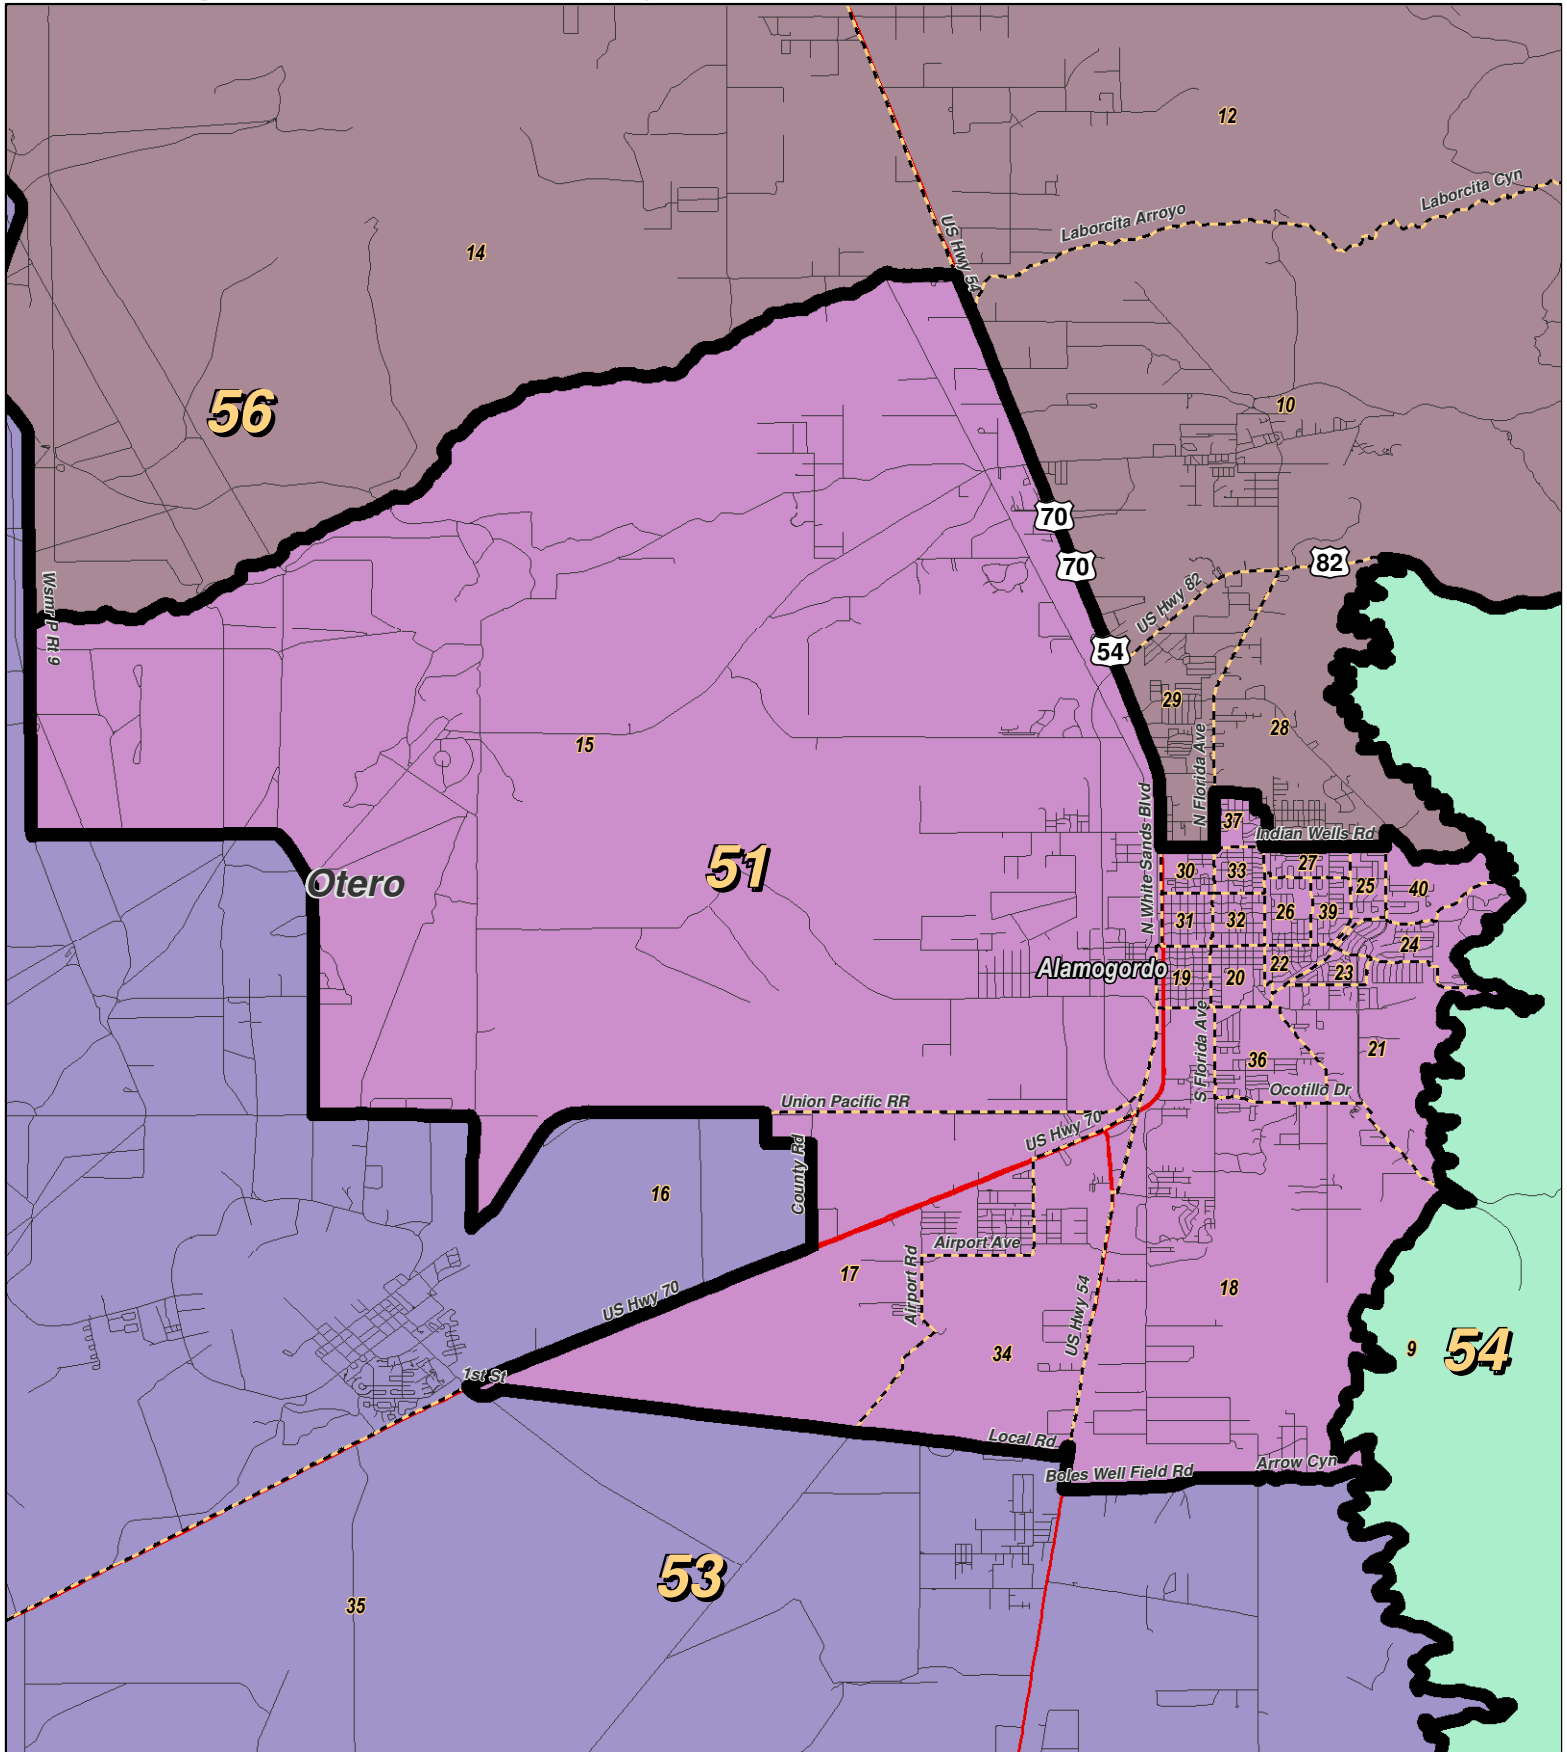 12
Laborcita Cyn
Laborcita Arroyo
US Hwy 54
14
56
10
70
70
82
US Hwy 82
54
Wsmr P Rt 9
29
28
15
N Florida Ave
N White Sands Blvd
37
Indian Wells Rd
51
Otero
30
33
27
25
40
31
32
26
39
24
Alamogordo
19
20
22
23
S Florida Ave
36
21
Ocotillo Dr
Union Pacific RR
US Hwy 70
County Rd
16
Airport Ave
Airport Rd
17
18
US Hwy 54
US Hwy 70
34
9
54
1st St
Local Rd
Boles Well Field Rd
Arrow Cyn
53
35